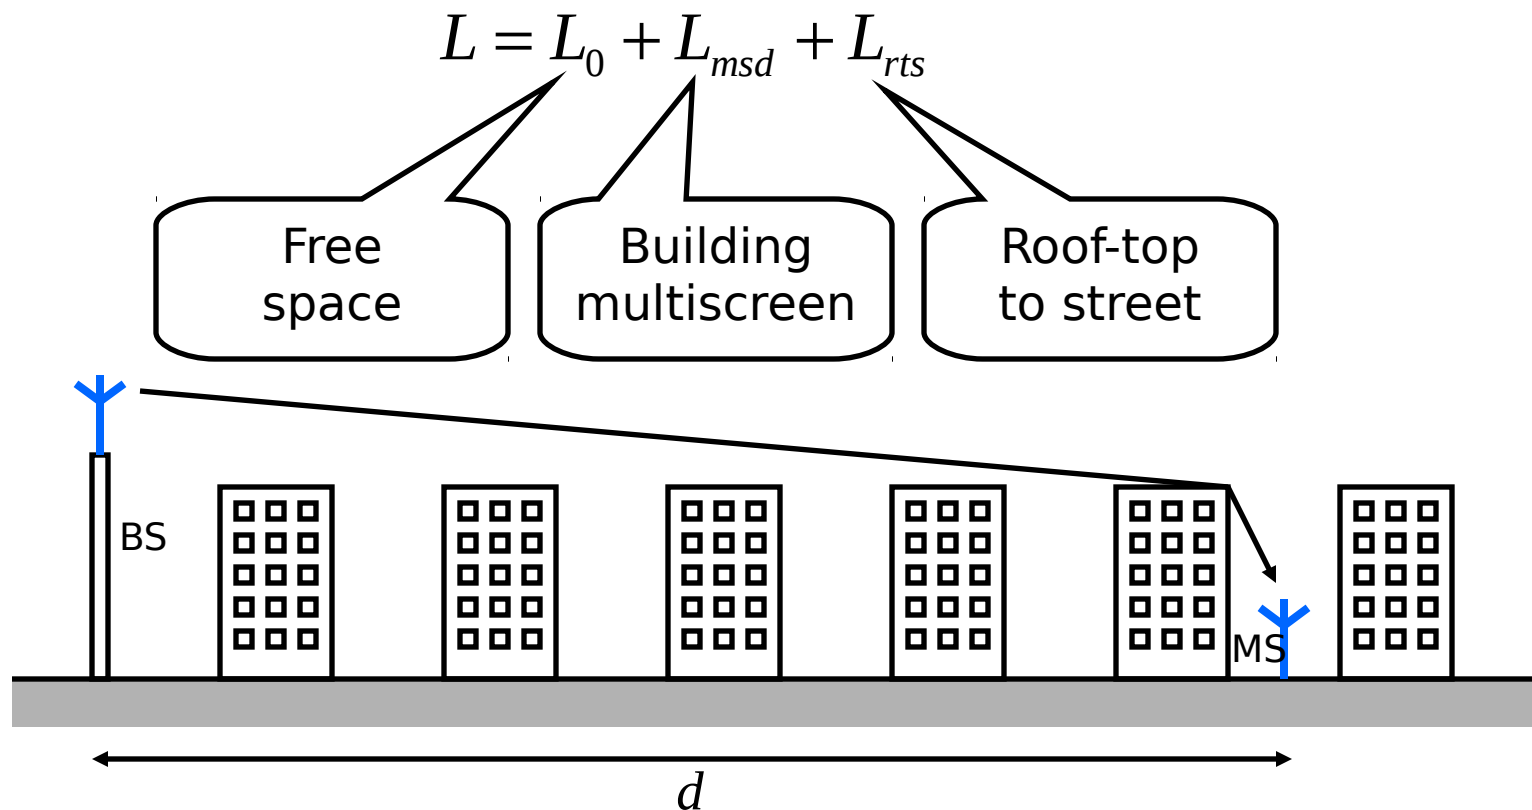 L = L₀ + Lₘₛd + Lᵣₜₛ
Free
space
Building
multiscreen
Roof-top
to street
BS
MS
d